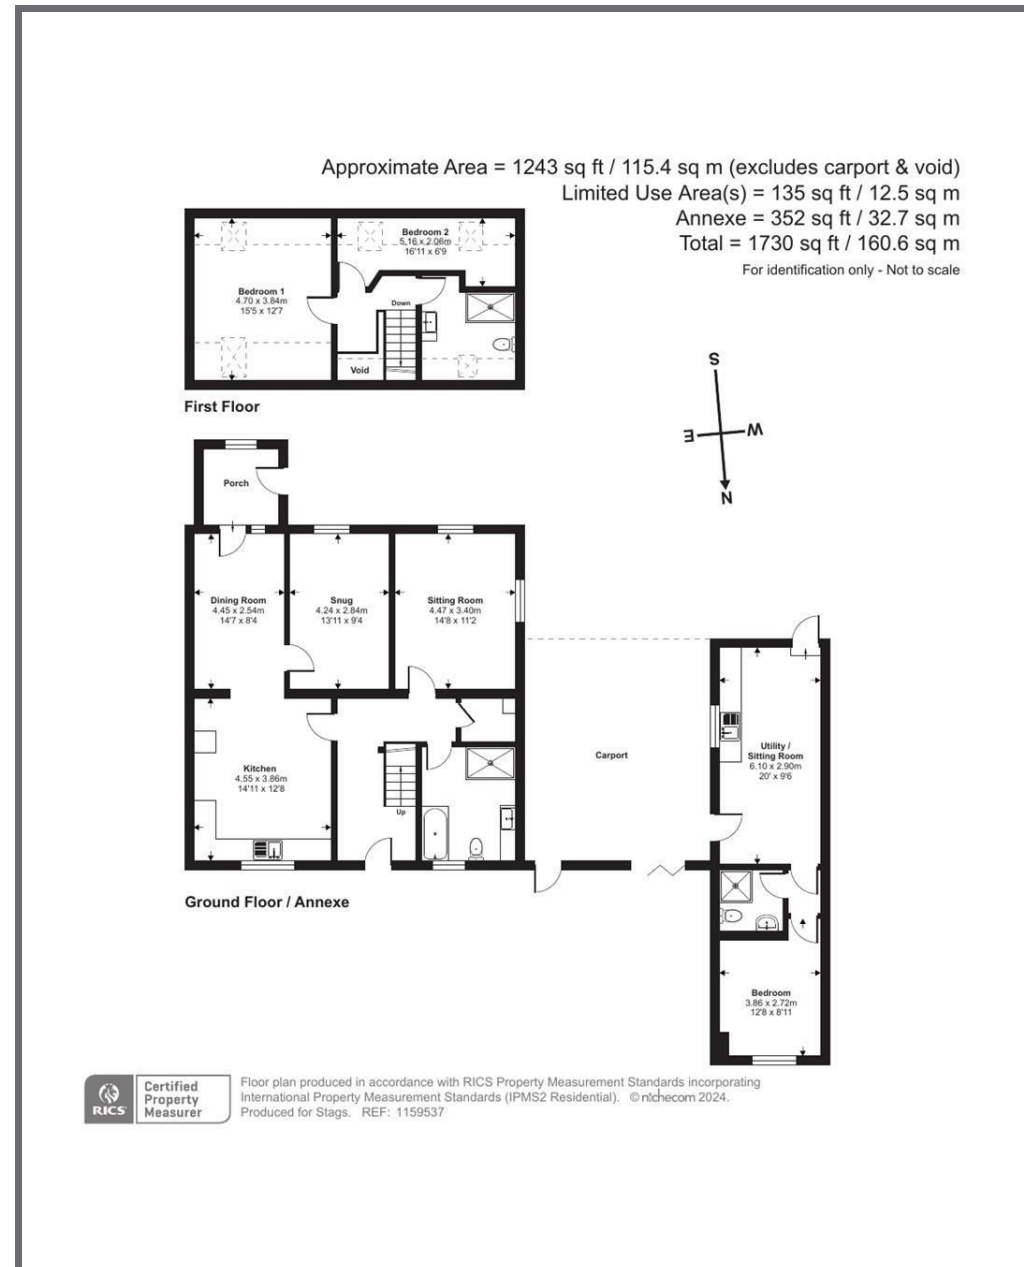 Approximate Area = 1243 sq ft / 115.4 sq m (excludes carport & void)
Limited Use Area(s) = 135 sq ft / 12.5 sq m
Annexe = 352 sq ft / 32.7 sq m
Total = 1730 sq ft / 160.6 sq m
For identification only - Not to scale
Bedroom 2
5.16 x 2.06m
16'11 x 6'9
Bedroom 1
4.70 x 3.84m
15'5 x 12'7
Down
Void
First Floor
S
E
W
N
Porch
Dining Room
4.45 x 2.54m
14'7 x 8'4
Snug
4.24 x 2.84m
13'11 x 9'4
Sitting Room
4.47 x 3.40m
14'8 x 11'2
Kitchen
4.55 x 3.86m
14'11 x 12'8
Up
Carport
Utility /
Sitting Room
6.10 x 2.90m
20' x 9'6
Ground Floor / Annexe
Bedroom
3.86 x 2.72m
12'8 x 8'11
RICS
Certified
Property
Measurer
Floor plan produced in accordance with RICS Property Measurement Standards incorporating
International Property Measurement Standards (IPMS2 Residential). © nichecom 2024.
Produced for Stags. REF: 1159537